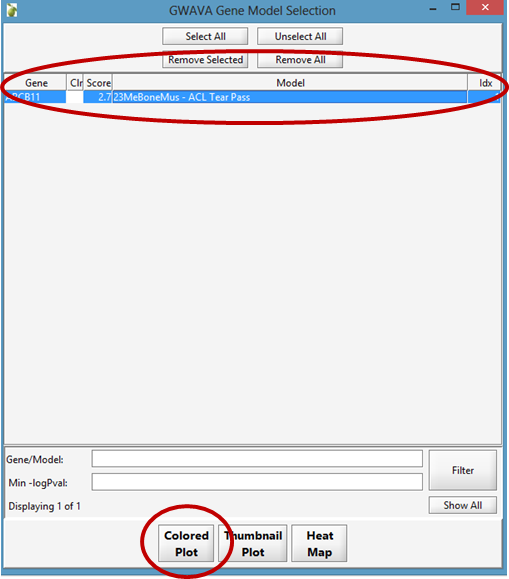 GWAVA Gene Model Selection
Select All Unselect All
Remove Selected Remove All
Gene Clr Score Model Idx
ABCB11 2.7 23MeBoneMus - ACL Tear Pass
Gene/Model:
Min -logPval:
Filter
Displaying 1 of 1
Show All
Colored Plot
Thumbnail Plot
Heat Map